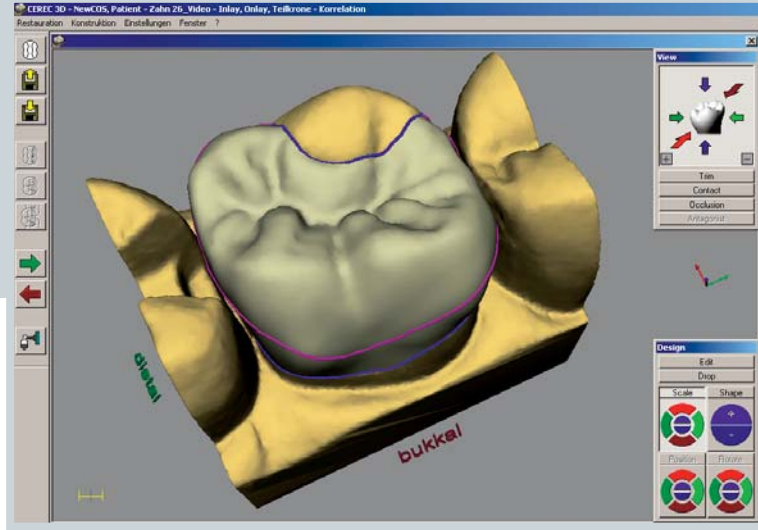 CEREC 3D - NewCOS, Patient - Zahn 26_Video - Inlay, Onlay, Teilkrone - Korrelation
Restauration Konstruktion Einstellungen Fenster ?
View
Trim
Contact
Occlusion
Antagonist
distal
bukkal
Design
Edit
Drop
Scale Shape
Position Rotate